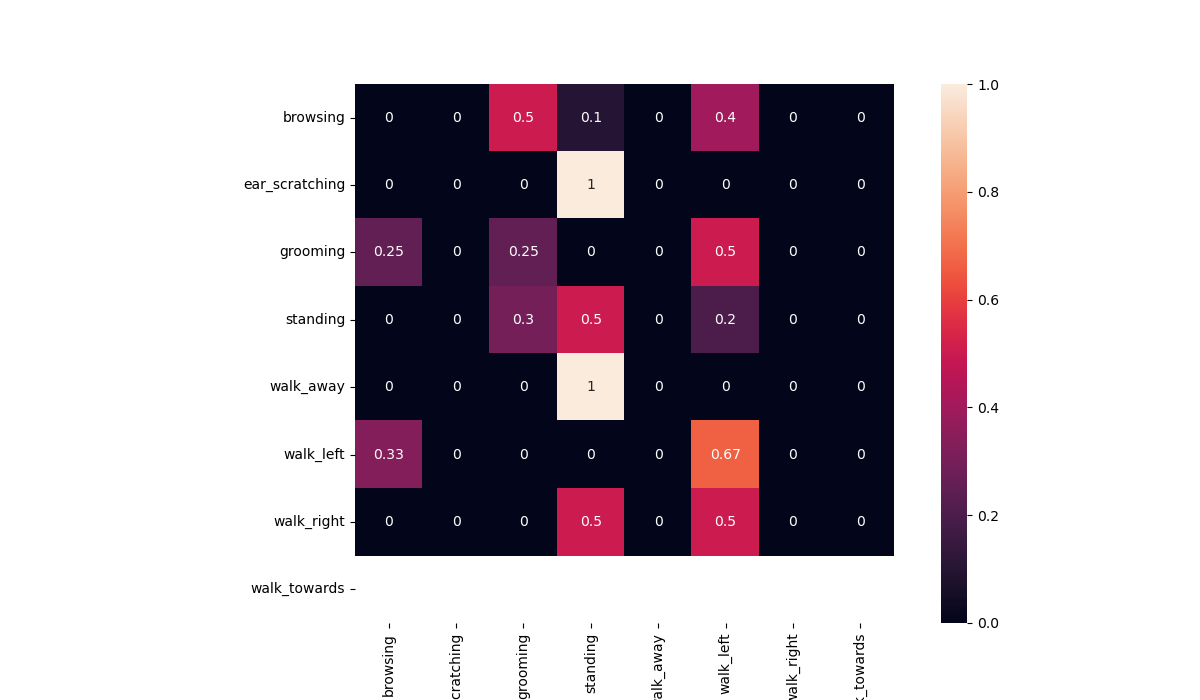 browsing 0 0 0.5 0.1 0 0.4 0 0
ear_scratching 0 0 0 1 0 0 0 0
grooming 0.25 0 0.25 0 0 0.5 0 0
standing 0 0 0.3 0.5 0 0.2 0 0
walk_away 0 0 0 1 0 0 0 0
walk_left 0.33 0 0 0 0 0.67 0 0
walk_right 0 0 0 0.5 0 0.5 0 0
walk_towards
browsing
cratching
grooming
standing
alk_away
walk_left
walk_right
_towards
1.0
0.8
0.6
0.4
0.2
0.0